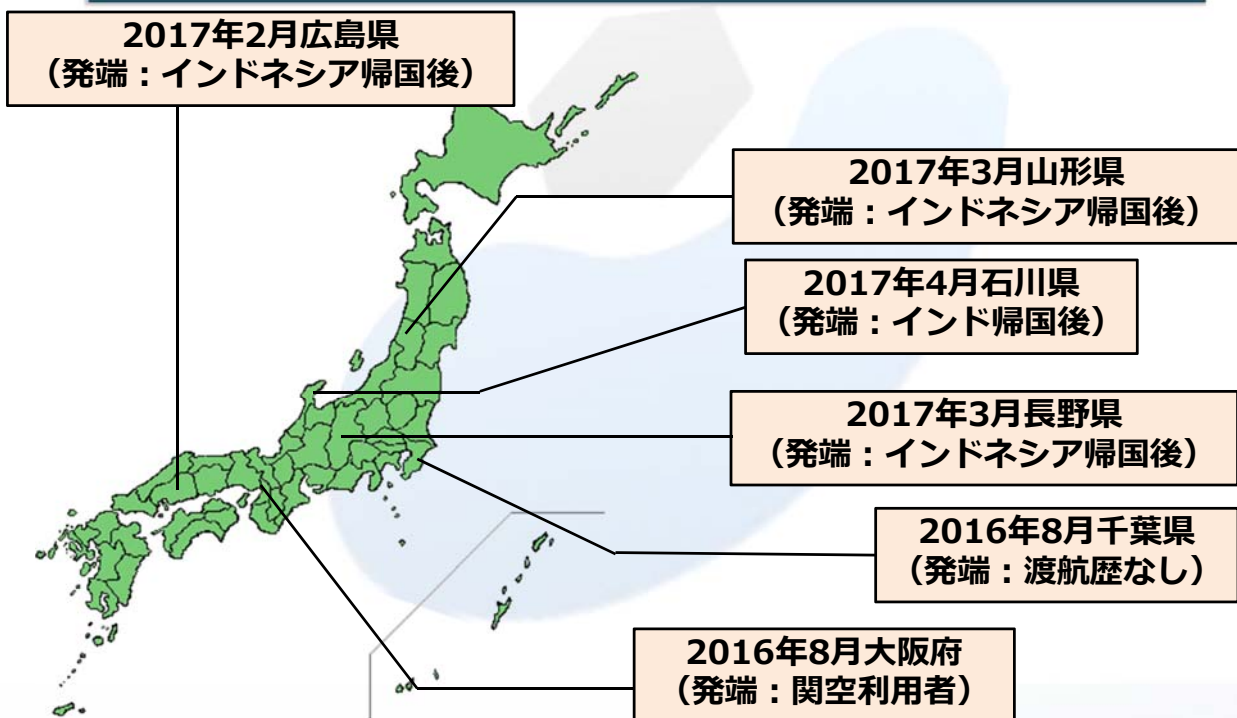 2017年2月広島県
（発端：インドネシア帰国後）
2017年3月山形県
（発端：インドネシア帰国後）
2017年4月石川県
（発端：インド帰国後）
2017年3月長野県
（発端：インドネシア帰国後）
2016年8月千葉県
（発端：渡航歴なし）
2016年8月大阪府
（発端：関空利用者）